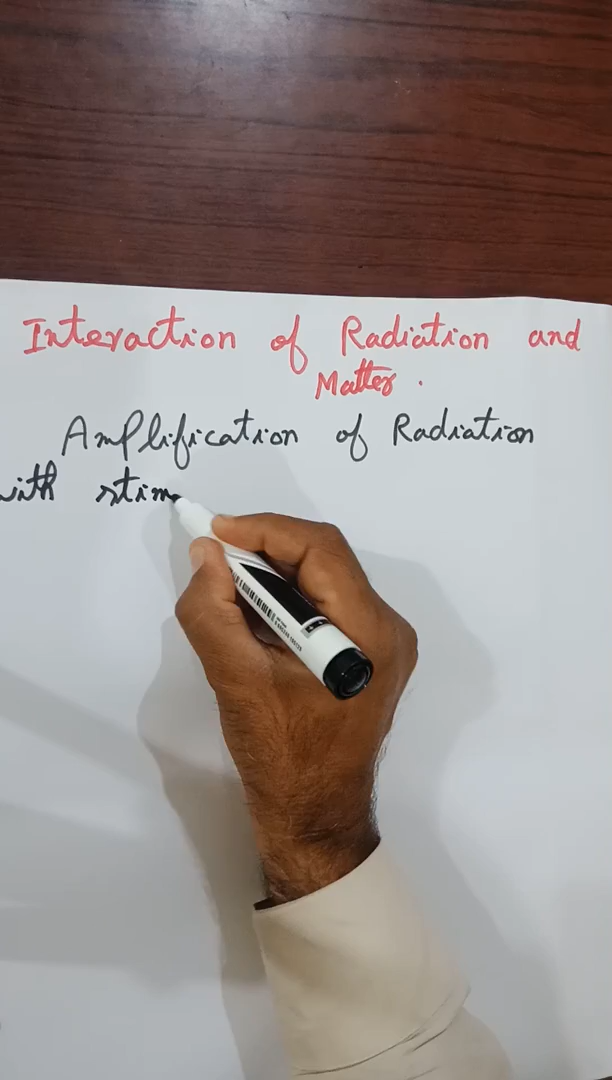 Interaction of Radiation and
Matter.
Amplification of Radiation
with stim